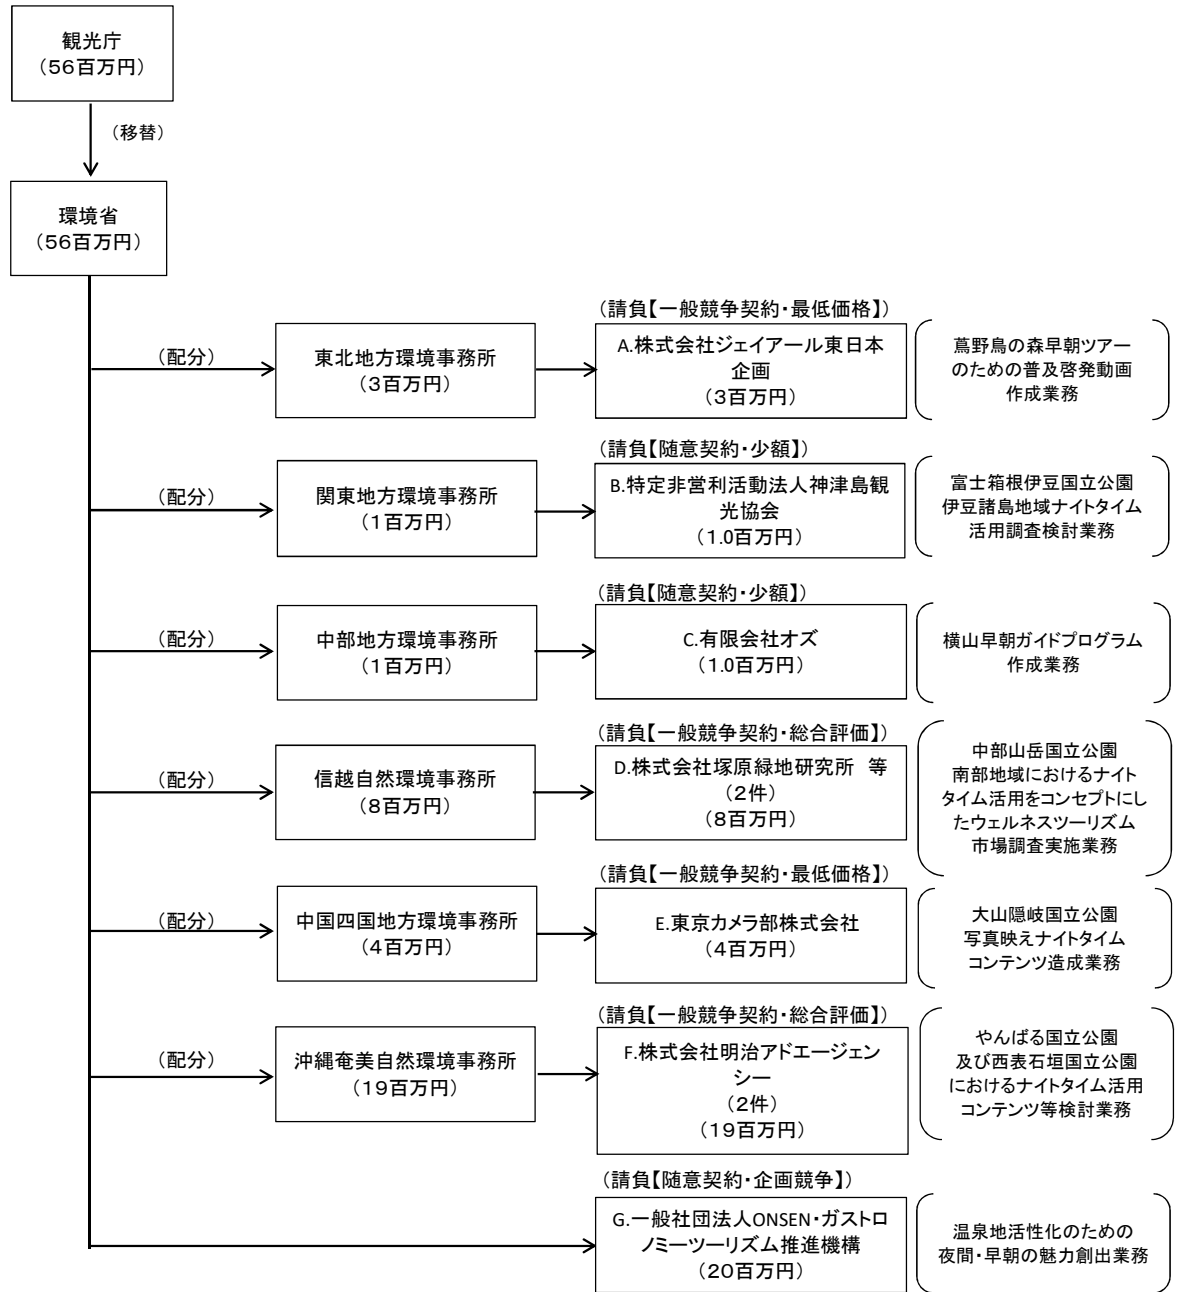 観光庁
（56百万円）
（移替）
環境省
（56百万円）
（請負【一般競争契約・最低価格】）
（配分）
東北地方環境事務所
（３百万円）
A.株式会社ジェイアール東日本
企画
（３百万円）
蔦野鳥の森早朝ツアー
のための普及啓発動画
作成業務
（請負【随意契約・少額】）
（配分）
関東地方環境事務所
（１百万円）
B.特定非営利活動法人神津島観
光協会
（1.0百万円）
富士箱根伊豆国立公園
伊豆諸島地域ナイトタイム
活用調査検討業務
（請負【随意契約・少額】）
（配分）
中部地方環境事務所
（１百万円）
C.有限会社オズ
（1.0百万円）
横山早朝ガイドプログラム
作成業務
（請負【一般競争契約・総合評価】）
（配分）
信越自然環境事務所
（８百万円）
D.株式会社塚原緑地研究所　等
（２件）
（８百万円）
中部山岳国立公園
南部地域におけるナイト
タイム活用をコンセプトにし
たウェルネスツーリズム
市場調査実施業務
（請負【一般競争契約・最低価格】）
（配分）
中国四国地方環境事務所
（４百万円）
E.東京カメラ部株式会社
（４百万円）
大山隠岐国立公園
写真映えナイトタイム
コンテンツ造成業務
（請負【一般競争契約・総合評価】）
（配分）
沖縄奄美自然環境事務所
（１９百万円）
F.株式会社明治アドエージェン
シー
（２件）
（１９百万円）
やんばる国立公園
及び西表石垣国立公園
におけるナイトタイム活用
コンテンツ等検討業務
（請負【随意契約・企画競争】）
G.一般社団法人ONSEN・ガストロ
ノミーツーリズム推進機構
（２０百万円）
温泉地活性化のための
夜間・早朝の魅力創出業務